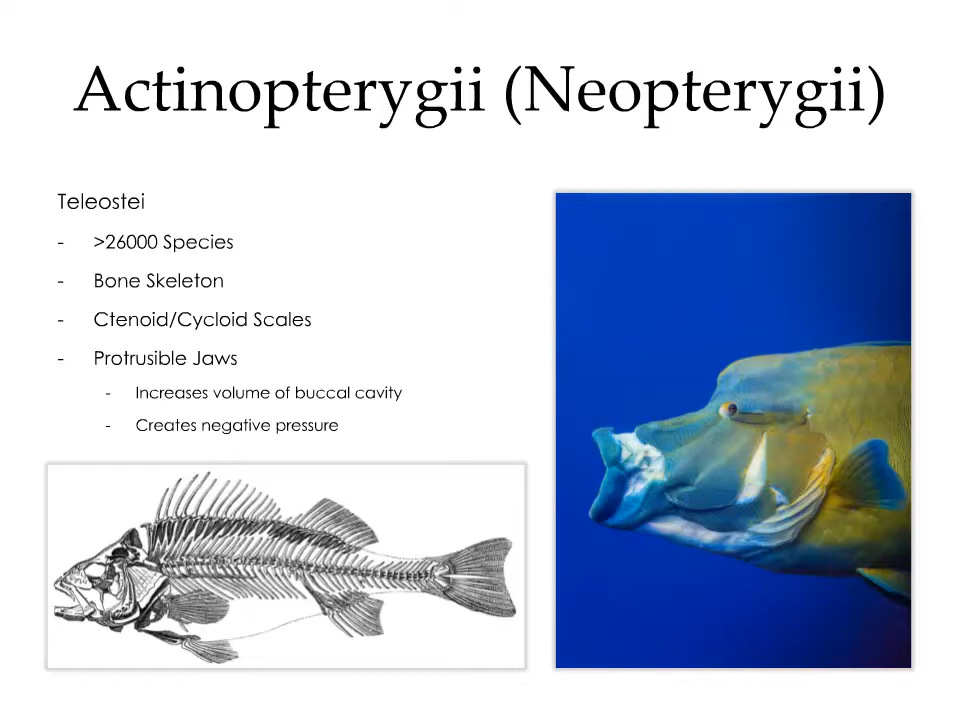 Actinopterygii (Neopterygii)
Teleostei
- >26000 Species
- Bone Skeleton
- Ctenoid/Cycloid Scales
- Protrusible Jaws
- Increases volume of buccal cavity
- Creates negative pressure